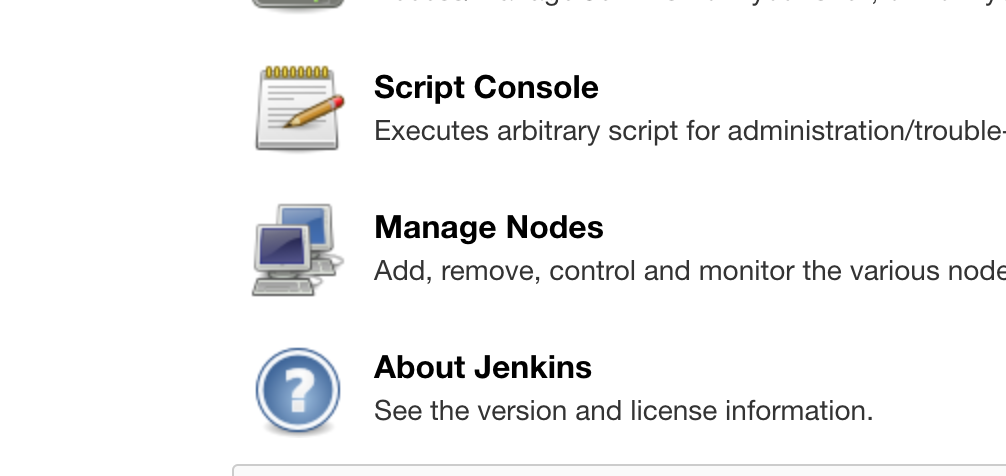 Script Console
Executes arbitrary script for administration/trouble-
Manage Nodes
Add, remove, control and monitor the various node
About Jenkins
See the version and license information.